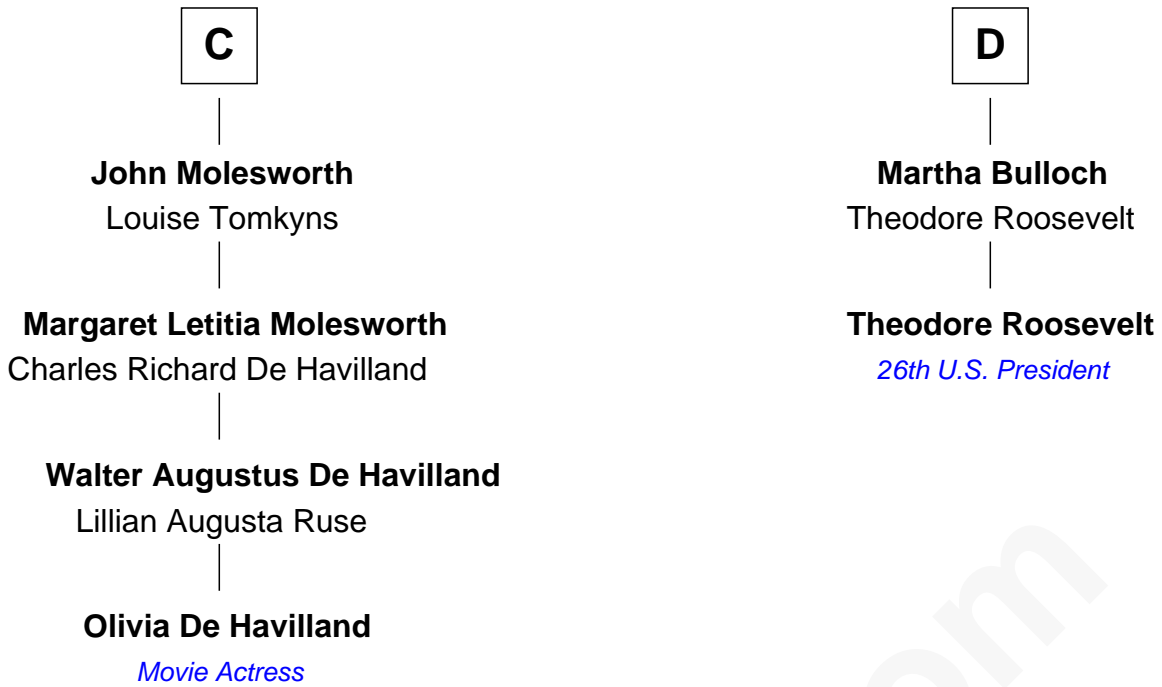 C
John Molesworth
Louise Tomkyns
Margaret Letitia Molesworth
Charles Richard De Havilland
Walter Augustus De Havilland
Lillian Augusta Ruse
Olivia De Havilland
Movie Actress
D
Martha Bulloch
Theodore Roosevelt
Theodore Roosevelt
26th U.S. President
om